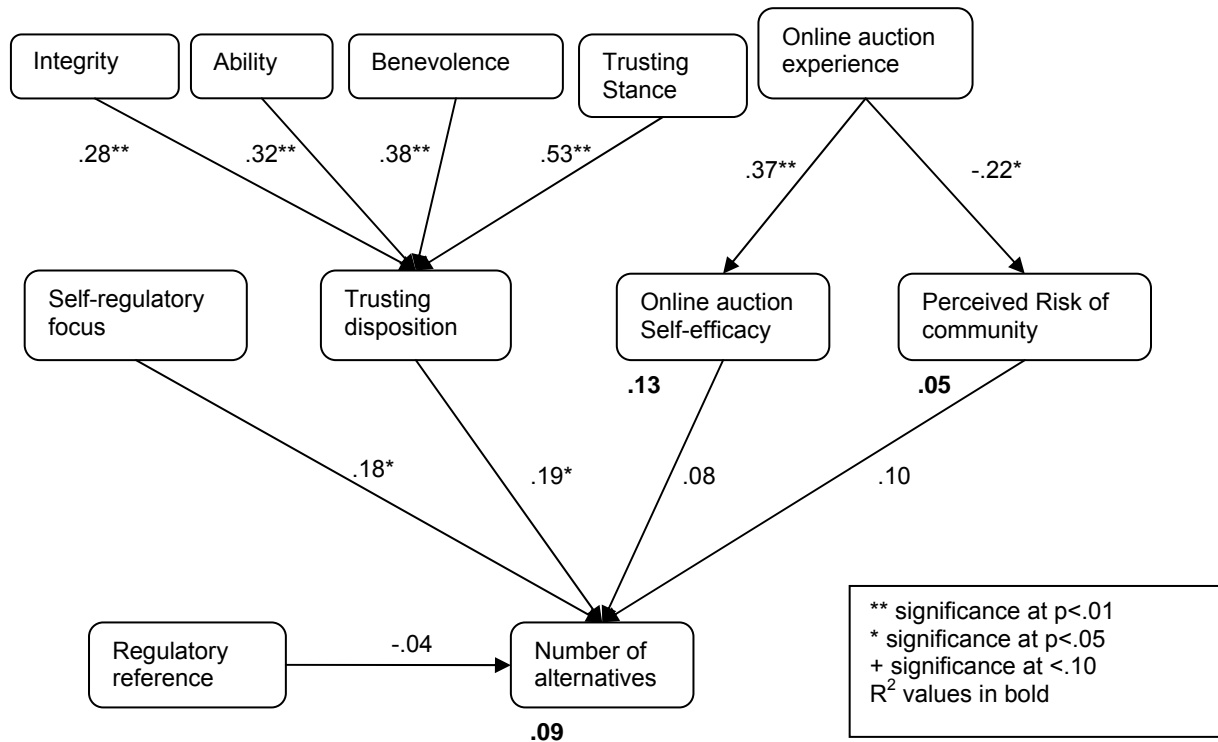 Integrity
Ability
Benevolence
Trusting
Stance
Online auction
experience
.28**
.32**
.38**
.53**
.37**
-.22*
Self-regulatory
focus
Trusting
disposition
Online auction
Self-efficacy
Perceived Risk of
community
.13
.05
.18*
.19*
.08
.10
Regulatory
reference
-.04
Number of
alternatives
.09
** significance at p<.01
* significance at p<.05
+ significance at <.10
R² values in bold